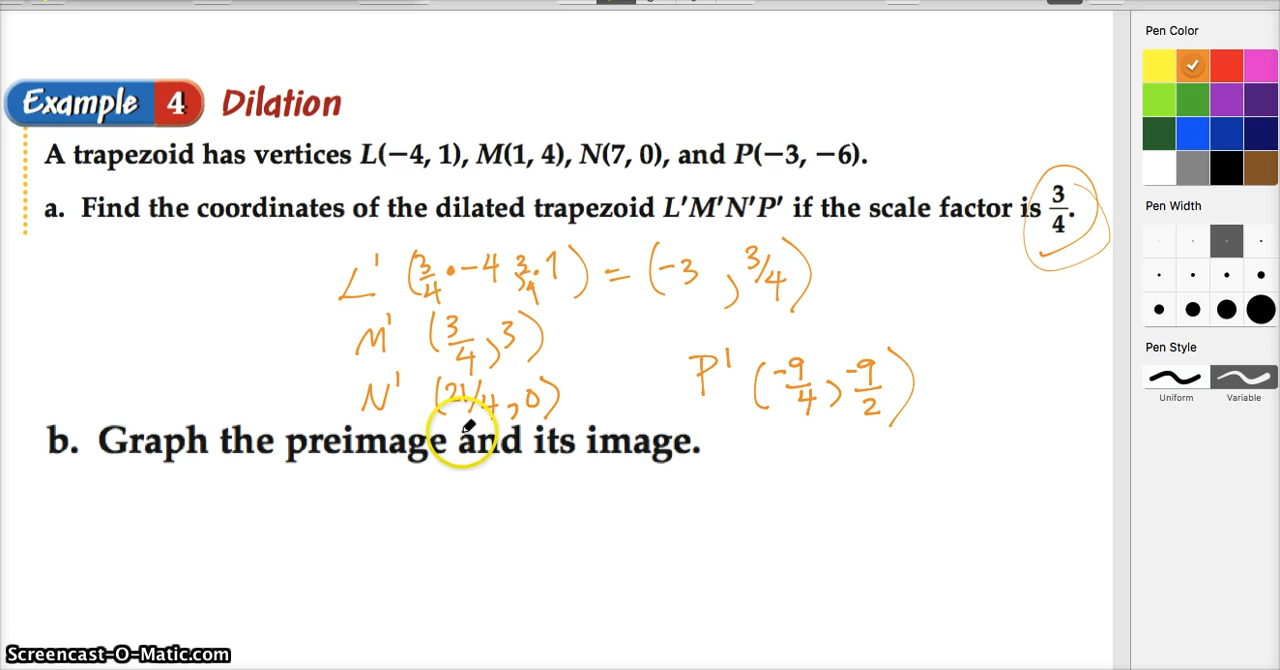 Example 4 Dilation
A trapezoid has vertices L(−4, 1), M(1, 4), N(7, 0), and P(−3, −6).
a. Find the coordinates of the dilated trapezoid L′M′N′P′ if the scale factor is 3/4.
L' (3/4 • -4 , 3/4 • 1) = (-3 , 3/4)
M' (3/4 , 3)
N' (21/4 , 0)
P' (-9/4 , -9/2)
b. Graph the preimage and its image.
Pen Color
Pen Width
Pen Style
Uniform Variable
Screencast-O-Matic.com